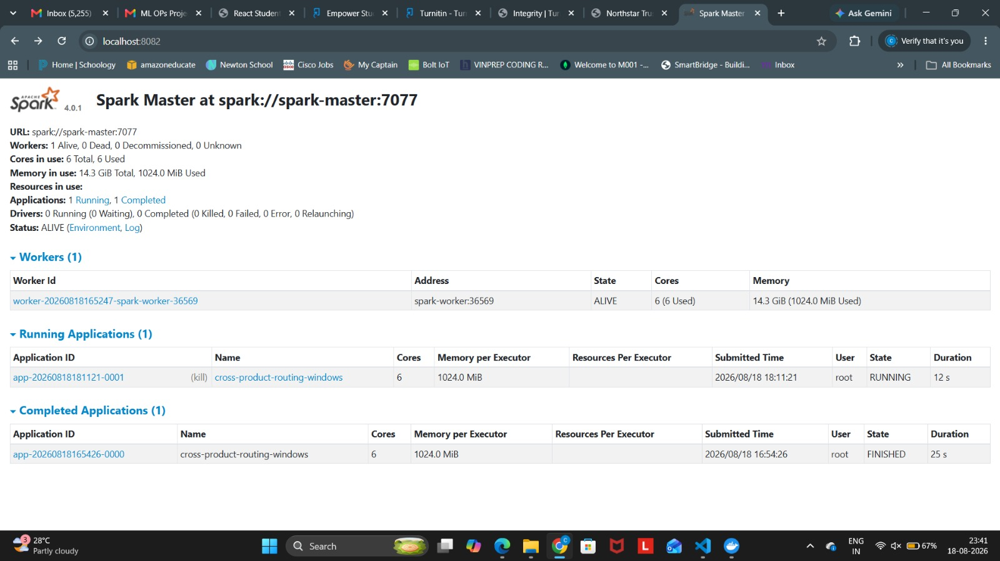 Inbox (5,255)
ML OPs Proje
React Student
Empower Stu
Turnitin - Turn
Integrity | Tur
Northstar Tru
Spark Master
Ask Gemini
localhost:8082
Verify that it's you
Home | Schoology
amazoneducate
Newton School
Cisco Jobs
My Captain
Bolt IoT
VINPREP CODING R...
Welcome to M001 -...
SmartBridge - Buildi...
Inbox
All Bookmarks
APACHE Spark 4.0.1 Spark Master at spark://spark-master:7077
URL: spark://spark-master:7077
Workers: 1 Alive, 0 Dead, 0 Decommissioned, 0 Unknown
Cores in use: 6 Total, 6 Used
Memory in use: 14.3 GiB Total, 1024.0 MiB Used
Resources in use:
Applications: 1 Running, 1 Completed
Drivers: 0 Running (0 Waiting), 0 Completed (0 Killed, 0 Failed, 0 Error, 0 Relaunching)
Status: ALIVE (Environment, Log)
Workers (1)
Worker Id Address State Cores Memory
worker-20260818165247-spark-worker-36569 spark-worker:36569 ALIVE 6 (6 Used) 14.3 GiB (1024.0 MiB Used)
Running Applications (1)
Application ID Name Cores Memory per Executor Resources Per Executor Submitted Time User State Duration
app-20260818181121-0001 (kill) cross-product-routing-windows 6 1024.0 MiB 2026/08/18 18:11:21 root RUNNING 12 s
Completed Applications (1)
Application ID Name Cores Memory per Executor Resources Per Executor Submitted Time User State Duration
app-20260818165426-0000 cross-product-routing-windows 6 1024.0 MiB 2026/08/18 16:54:26 root FINISHED 25 s
3
28°C
Partly cloudy
Search
ENG
IN
67%
23:41
18-08-2026